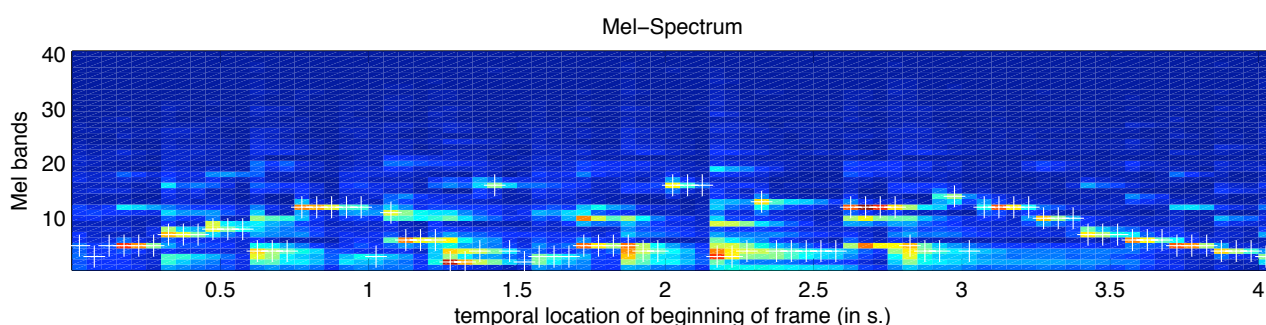 Mel−Spectrum
40
30
20
10
Mel bands
0.5 1 1.5 2 2.5 3 3.5 4
temporal location of beginning of frame (in s.)